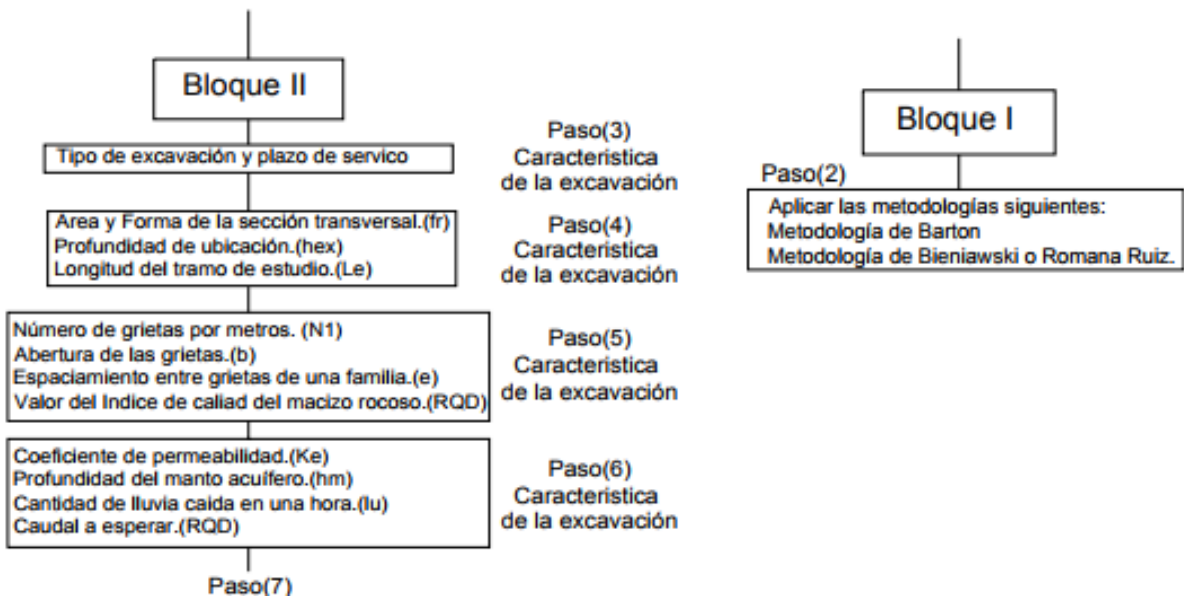 Bloque II
Tipo de excavación y plazo de servico
Paso(3)
Caracteristica
de la excavación
Area y Forma de la sección transversal.(fr)
Profundidad de ubicación.(hex)
Longitud del tramo de estudio.(Le)
Paso(4)
Caracteristica
de la excavación
Número de grietas por metros. (N1)
Abertura de las grietas.(b)
Espaciamiento entre grietas de una familia.(e)
Valor del Indice de caliad del macizo rocoso.(RQD)
Paso(5)
Caracteristica
de la excavación
Coeficiente de permeabilidad.(Ke)
Profundidad del manto acuífero.(hm)
Cantidad de lluvia caida en una hora.(lu)
Caudal a esperar.(RQD)
Paso(6)
Caracteristica
de la excavación
Paso(7)
Bloque I
Paso(2)
Aplicar las metodologías siguientes:
Metodología de Barton
Metodología de Bieniawski o Romana Ruiz.